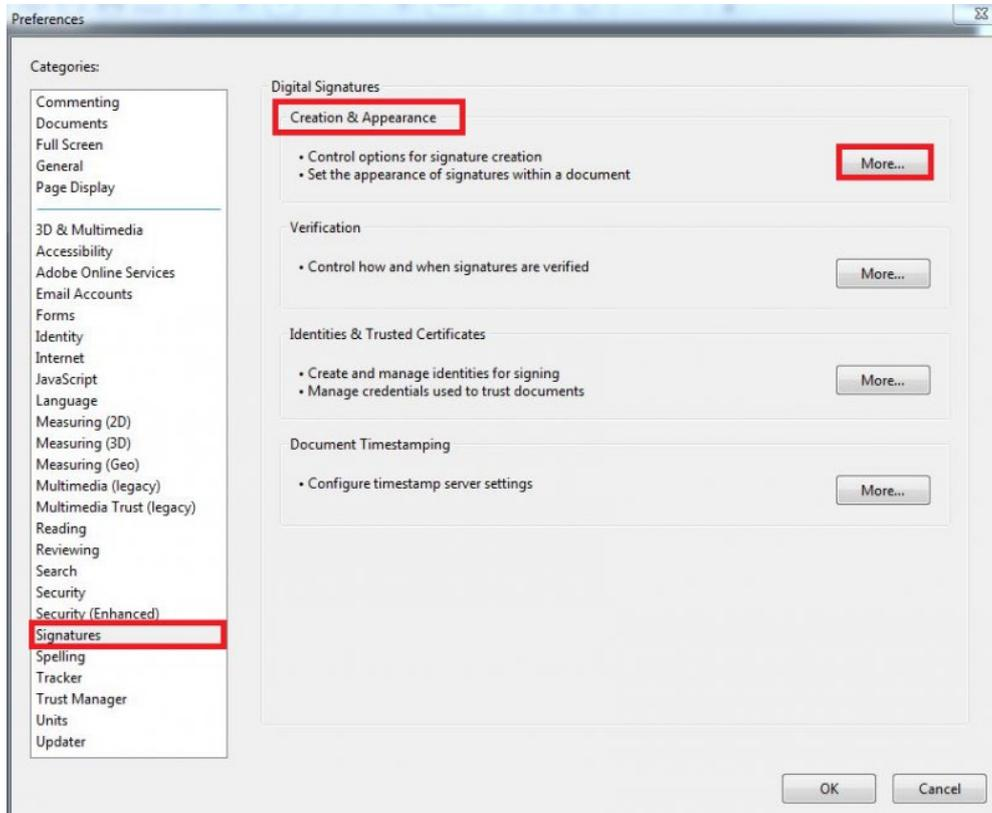 Preferences
Categories:
Commenting
Documents
Full Screen
General
Page Display
3D & Multimedia
Accessibility
Adobe Online Services
Email Accounts
Forms
Identity
Internet
JavaScript
Language
Measuring (2D)
Measuring (3D)
Measuring (Geo)
Multimedia (legacy)
Multimedia Trust (legacy)
Reading
Reviewing
Search
Security
Security (Enhanced)
Signatures
Spelling
Tracker
Trust Manager
Units
Updater
Digital Signatures
Creation & Appearance
• Control options for signature creation
• Set the appearance of signatures within a document
More...
Verification
• Control how and when signatures are verified
More...
Identities & Trusted Certificates
• Create and manage identities for signing
• Manage credentials used to trust documents
More...
Document Timestamping
• Configure timestamp server settings
More...
OK
Cancel